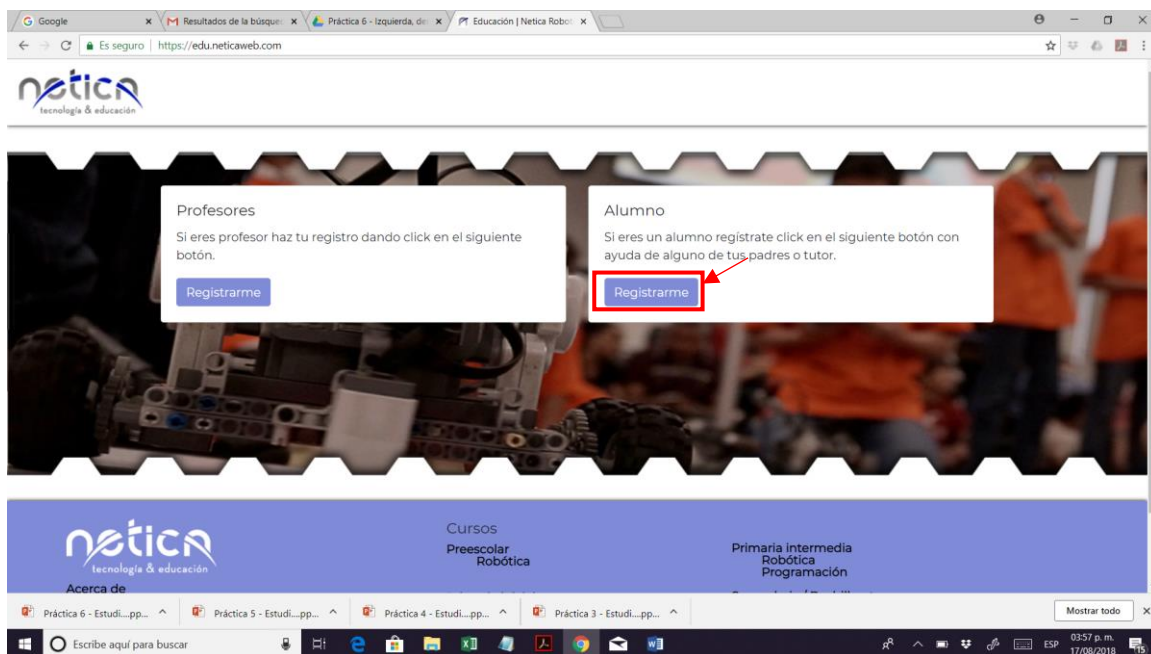 Google
Resultados de la búsque
Práctica 6 - Izquierda, de
Educación | Netica Robot
Es seguro
https://edu.neticaweb.com
netica
tecnología & educación
Profesores
Si eres profesor haz tu registro dando click en el siguiente
botón.
Registrarme
Alumno
Si eres un alumno regístrate click en el siguiente botón con
ayuda de alguno de tus padres o tutor.
Registrarme
netica
tecnología & educación
Acerca de
Cursos
Preescolar
Robótica
Primaria intermedia
Robótica
Programación
Práctica 6 - Estudi....pp...
Práctica 5 - Estudi....pp...
Práctica 4 - Estudi....pp...
Práctica 3 - Estudi....pp...
Mostrar todo
Escribe aquí para buscar
ESP
03:57 p. m.
17/08/2018
15